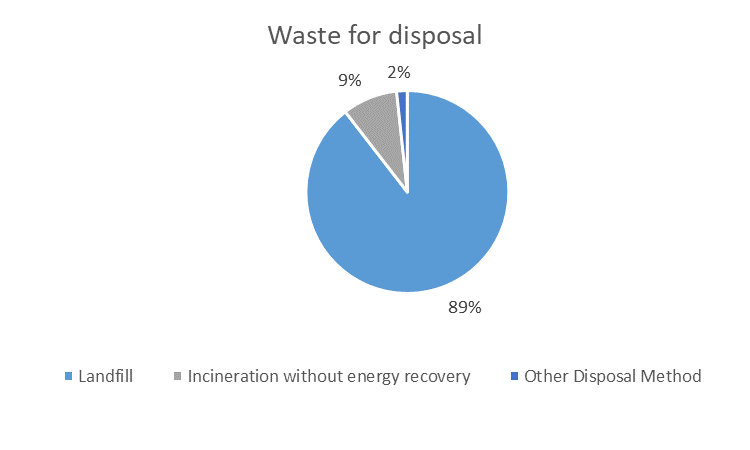 Waste for disposal
2%
9%
89%
Landfill
Incineration without energy recovery
Other Disposal Method